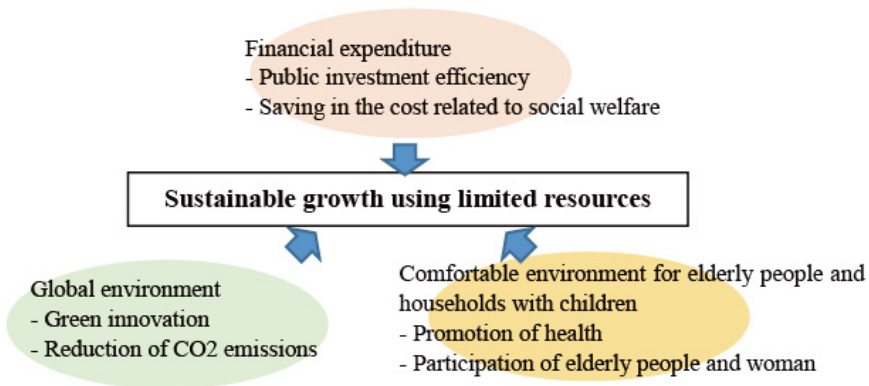 Financial expenditure
- Public investment efficiency
- Saving in the cost related to social welfare
Sustainable growth using limited resources
Global environment
- Green innovation
- Reduction of CO2 emissions
Comfortable environment for elderly people and
households with children
- Promotion of health
- Participation of elderly people and woman